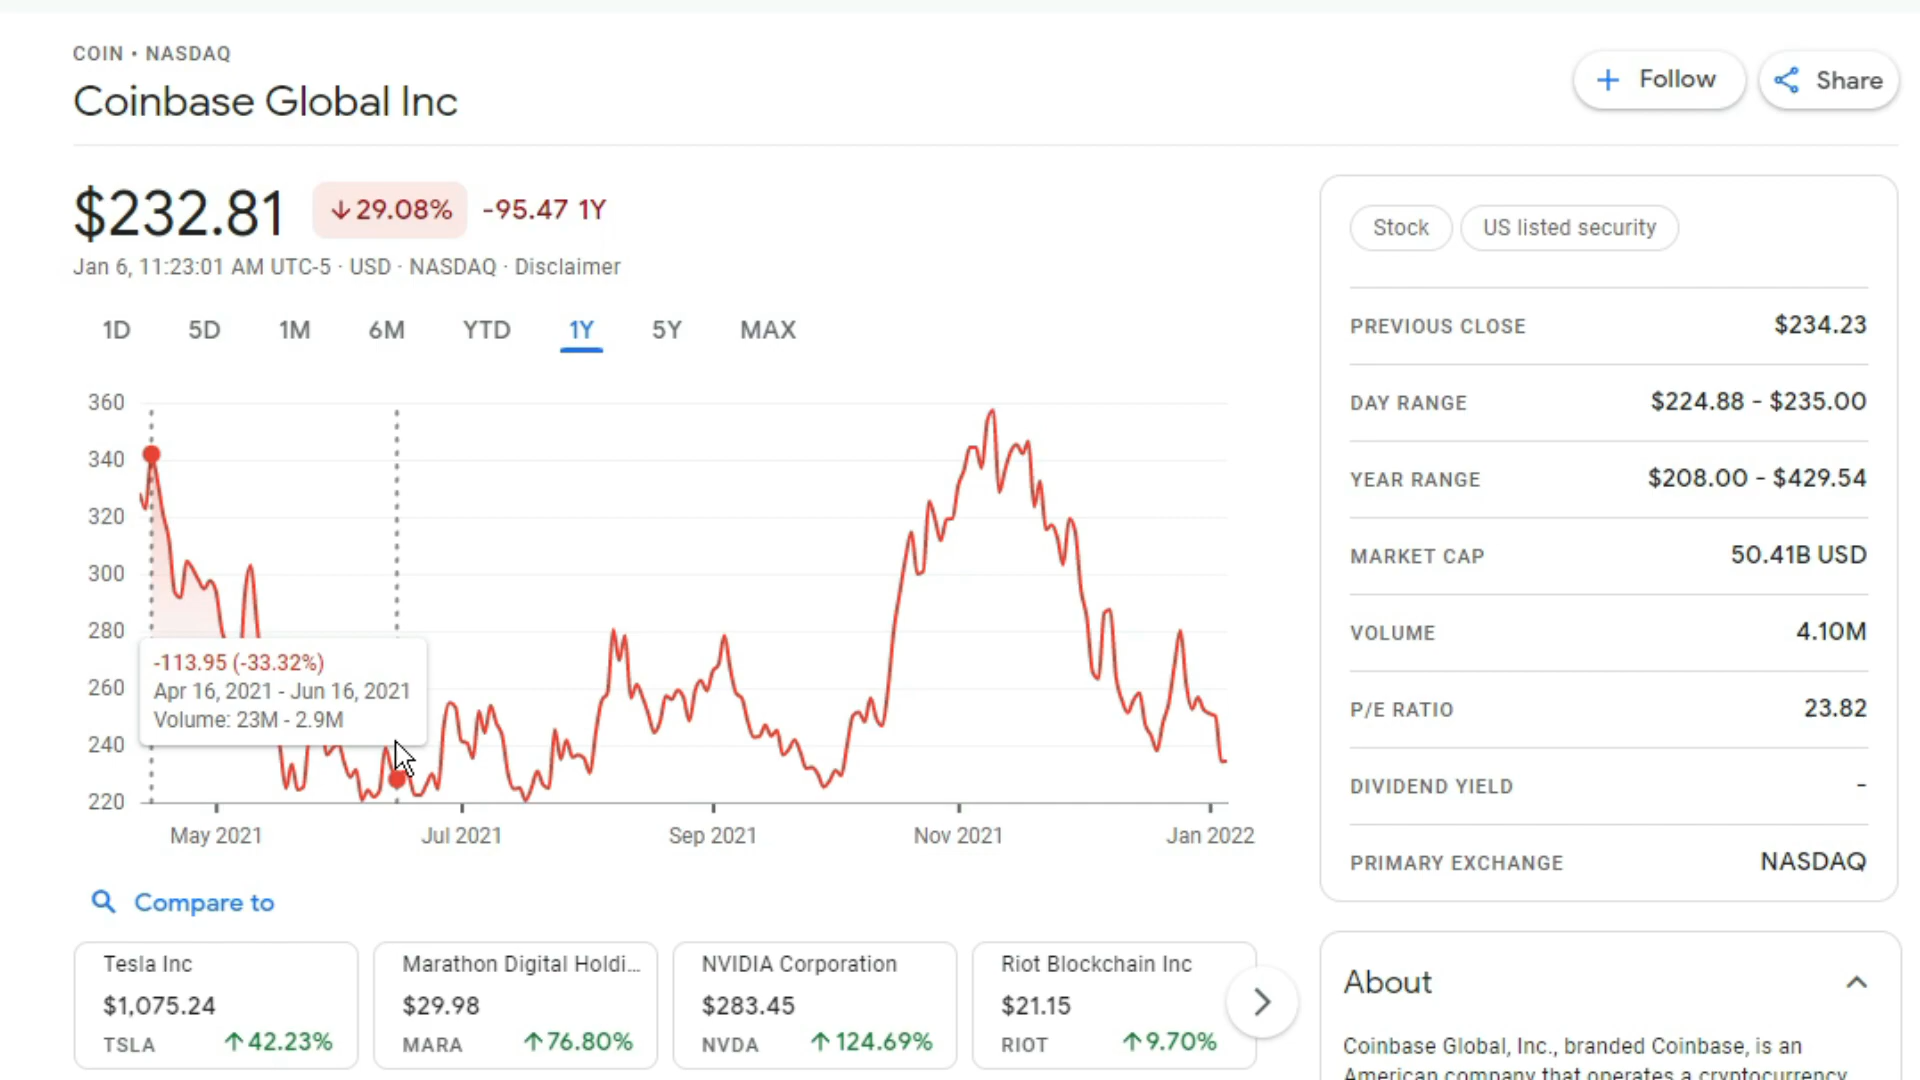 COIN • NASDAQ
Coinbase Global Inc
Follow
Share
$232.81 ↓29.08% -95.47 1Y
Jan 6, 11:23:01 AM UTC-5 · USD · NASDAQ · Disclaimer
1D 5D 1M 6M YTD 1Y 5Y MAX
360
340
320
300
280
260
240
220
-113.95 (-33.32%)
Apr 16, 2021 - Jun 16, 2021
Volume: 23M - 2.9M
May 2021 Jul 2021 Sep 2021 Nov 2021 Jan 2022
Compare to
Tesla Inc
$1,075.24
TSLA ↑42.23%
Marathon Digital Holdi...
$29.98
MARA ↑76.80%
NVIDIA Corporation
$283.45
NVDA ↑124.69%
Riot Blockchain Inc
$21.15
RIOT ↑9.70%
Stock
US listed security
PREVIOUS CLOSE $234.23
DAY RANGE $224.88 - $235.00
YEAR RANGE $208.00 - $429.54
MARKET CAP 50.41B USD
VOLUME 4.10M
P/E RATIO 23.82
DIVIDEND YIELD -
PRIMARY EXCHANGE NASDAQ
About
Coinbase Global, Inc., branded Coinbase, is an
American company that operates a cryptocurrency